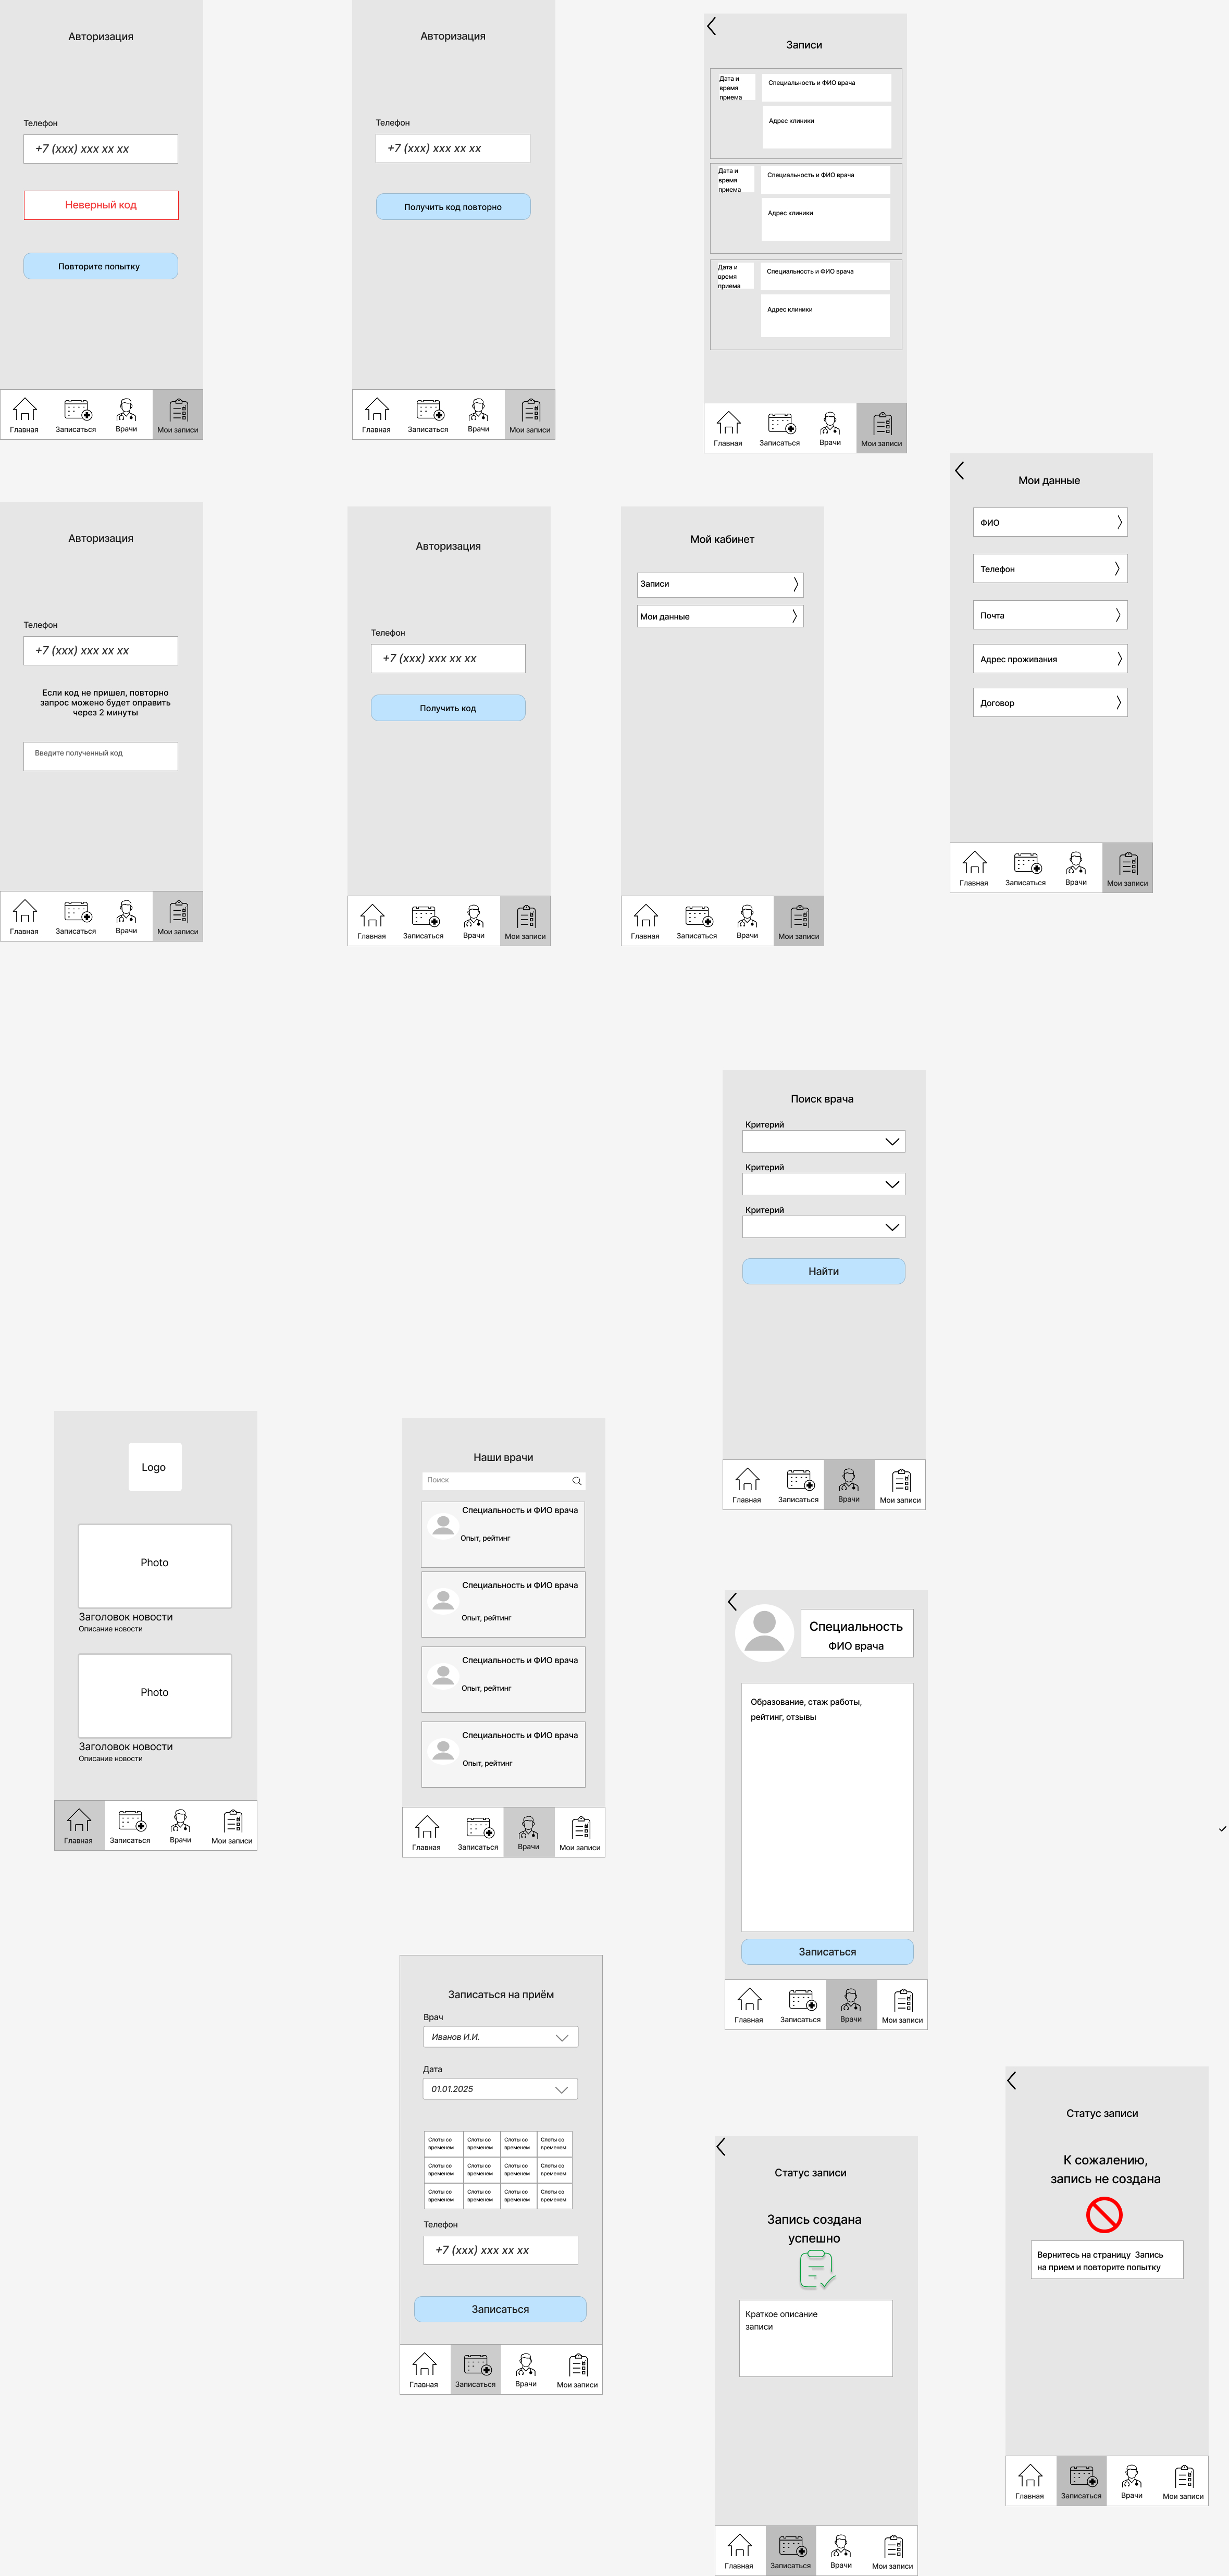 Авторизация
Телефон
+7 (xxx) xxx xx xx
Неверный код
Повторите попытку
Главная
Записаться
Врачи
Мои записи
Авторизация
Телефон
+7 (xxx) xxx xx xx
Получить код повторно
Главная
Записаться
Врачи
Мои записи
Записи
Дата и
время
приема
Специальность и ФИО врача
Адрес клиники
Дата и
время
приема
Специальность и ФИО врача
Адрес клиники
Дата и
время
приема
Специальность и ФИО врача
Адрес клиники
Главная
Записаться
Врачи
Мои записи
Авторизация
Телефон
+7 (xxx) xxx xx xx
Если код не пришел, повторно
запрос можено будет оправить
через 2 минуты
Введите полученный код
Главная
Записаться
Врачи
Мои записи
Авторизация
Телефон
+7 (xxx) xxx xx xx
Получить код
Главная
Записаться
Врачи
Мои записи
Мой кабинет
Записи
Мои данные
Главная
Записаться
Врачи
Мои записи
Мои данные
ФИО
Телефон
Почта
Адрес проживания
Договор
Главная
Записаться
Врачи
Мои записи
Поиск врача
Критерий
Критерий
Критерий
Найти
Главная
Записаться
Врачи
Мои записи
Logo
Photo
Заголовок новости
Описание новости
Photo
Заголовок новости
Описание новости
Главная
Записаться
Врачи
Мои записи
Наши врачи
Поиск
Специальность и ФИО врача
Опыт, рейтинг
Специальность и ФИО врача
Опыт, рейтинг
Специальность и ФИО врача
Опыт, рейтинг
Специальность и ФИО врача
Опыт, рейтинг
Главная
Записаться
Врачи
Мои записи
Специальность
ФИО врача
Образование, стаж работы,
рейтинг, отзывы
Записаться
Главная
Записаться
Врачи
Мои записи
Записаться на приём
Врач
Иванов И.И.
Дата
01.01.2025
Слоты со Слоты со Слоты со Слоты со
временем временем временем временем
Слоты со Слоты со Слоты со Слоты со
временем временем временем временем
Слоты со Слоты со Слоты со Слоты со
временем временем временем временем
Телефон
+7 (xxx) xxx xx xx
Записаться
Главная
Записаться
Врачи
Мои записи
Статус записи
Запись создана
успешно
Краткое описание
записи
Главная
Записаться
Врачи
Мои записи
Статус записи
К сожалению,
запись не создана
Вернитесь на страницу Запись
на прием и повторите попытку
Главная
Записаться
Врачи
Мои записи